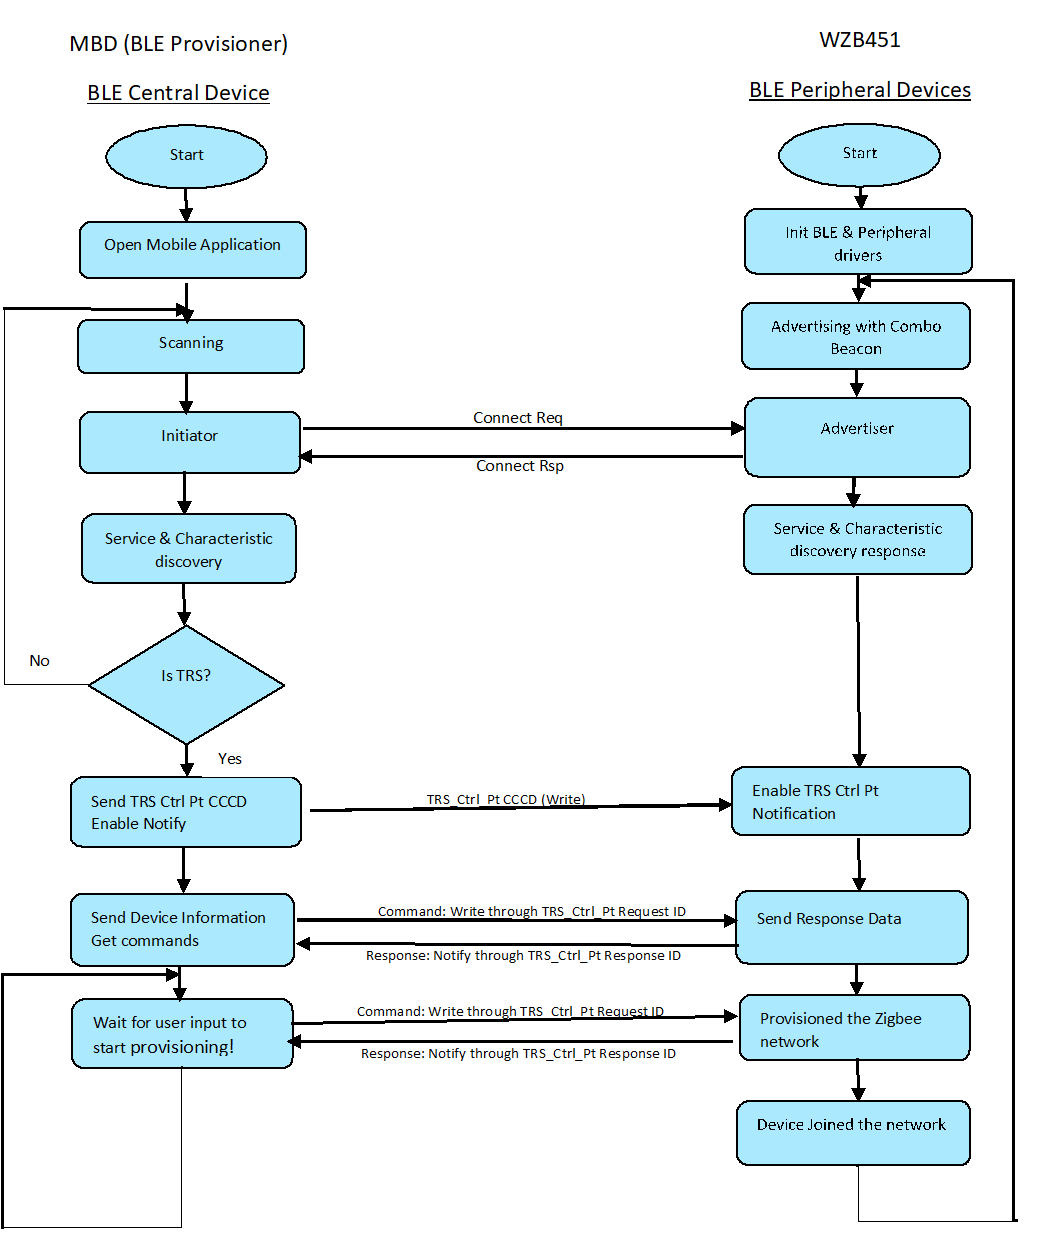 MBD (BLE Provisioner)
WZB451
BLE Central Device
BLE Peripheral Devices
Start
Start
Open Mobile Application
Init BLE & Peripheral
drivers
Scanning
Advertising with Combo
Beacon
Initiator
Connect Req
Connect Rsp
Advertiser
Service & Characteristic
discovery
Service & Characteristic
discovery response
Is TRS?
No
Yes
Send TRS Ctrl Pt CCCD
Enable Notify
TRS_Ctrl_Pt CCCD (Write)
Enable TRS Ctrl Pt
Notification
Send Device Information
Get commands
Command: Write through TRS_Ctrl_Pt Request ID
Response: Notify through TRS_Ctrl_Pt Response ID
Send Response Data
Wait for user input to
start provisioning!
Command: Write through TRS_Ctrl_Pt Request ID
Response: Notify through TRS_Ctrl_Pt Response ID
Provisioned the Zigbee
network
Device Joined the network